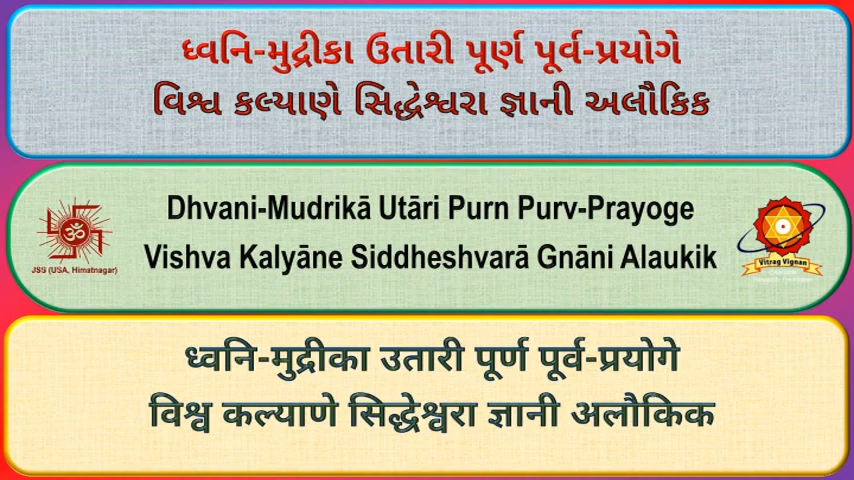 ધ્વનિ-મુદ્રીકા ઉતારી પૂર્ણ પૂર્વ-પ્રયોગે
વિશ્વ કલ્યાણે સિદ્ધેશ્વરા જ્ઞાની અલૌકિક
Dhvani-Mudrikā Utāri Purn Purv-Prayoge
Vishva Kalyāne Siddheshvarā Gnāni Alaukik
ૐ
JSS (USA, Himatnagar)
Vitrag Vignan
ध्वनि-मुद्रीका उतारी पूर्ण पूर्व-प्रयोगे
विश्व कल्याणे सिद्धेश्वरा ज्ञानी अलौकिक